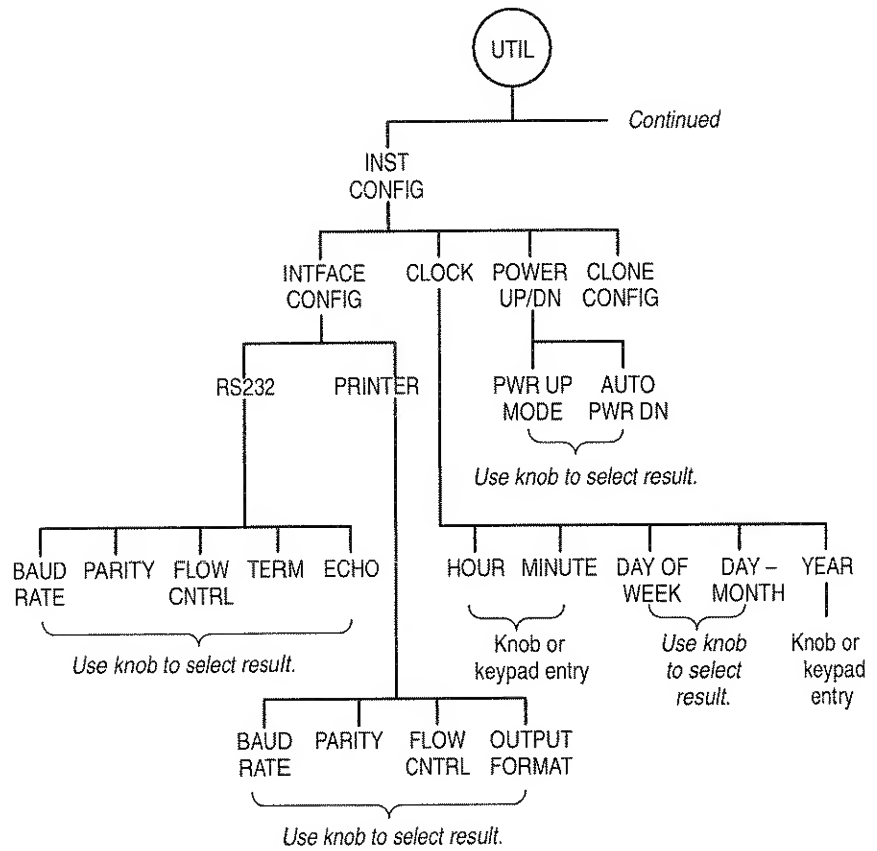 UTIL
Continued
INST
CONFIG
INTFACE
CONFIG
CLOCK
POWER
UP/DN
CLONE
CONFIG
RS232
PRINTER
PWR UP
MODE
AUTO
PWR DN
Use knob to select result.
BAUD
RATE
PARITY
FLOW
CNTRL
TERM
ECHO
Use knob to select result.
HOUR
MINUTE
DAY OF
WEEK
DAY –
MONTH
YEAR
Knob or
keypad entry
Use knob
to select
result.
Knob or
keypad
entry
BAUD
RATE
PARITY
FLOW
CNTRL
OUTPUT
FORMAT
Use knob to select result.